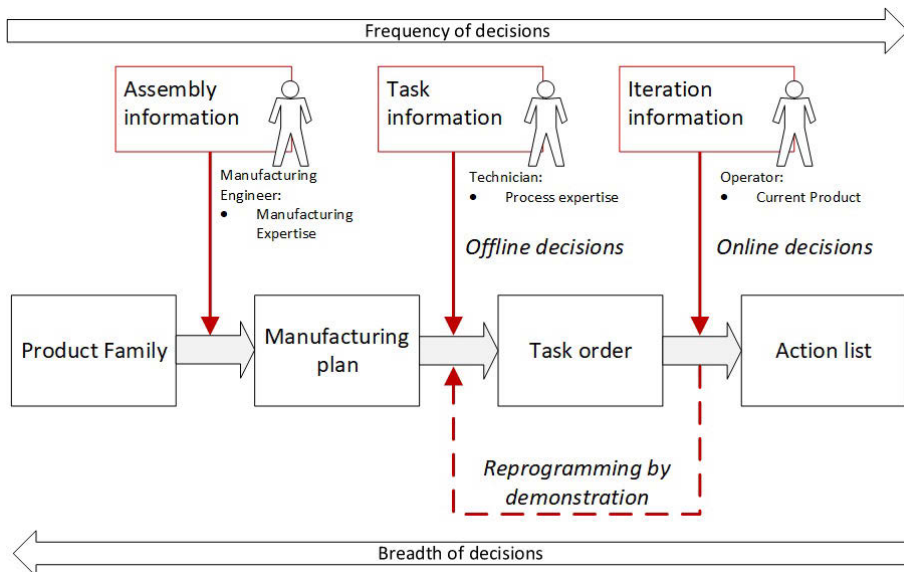 Frequency of decisions
Assembly
information
Task
information
Iteration
information
Manufacturing
Engineer:
• Manufacturing
Expertise
Technician:
• Process expertise
Operator:
• Current Product
Offline decisions
Online decisions
Product Family
Manufacturing
plan
Task order
Action list
Reprogramming by
demonstration
Breadth of decisions